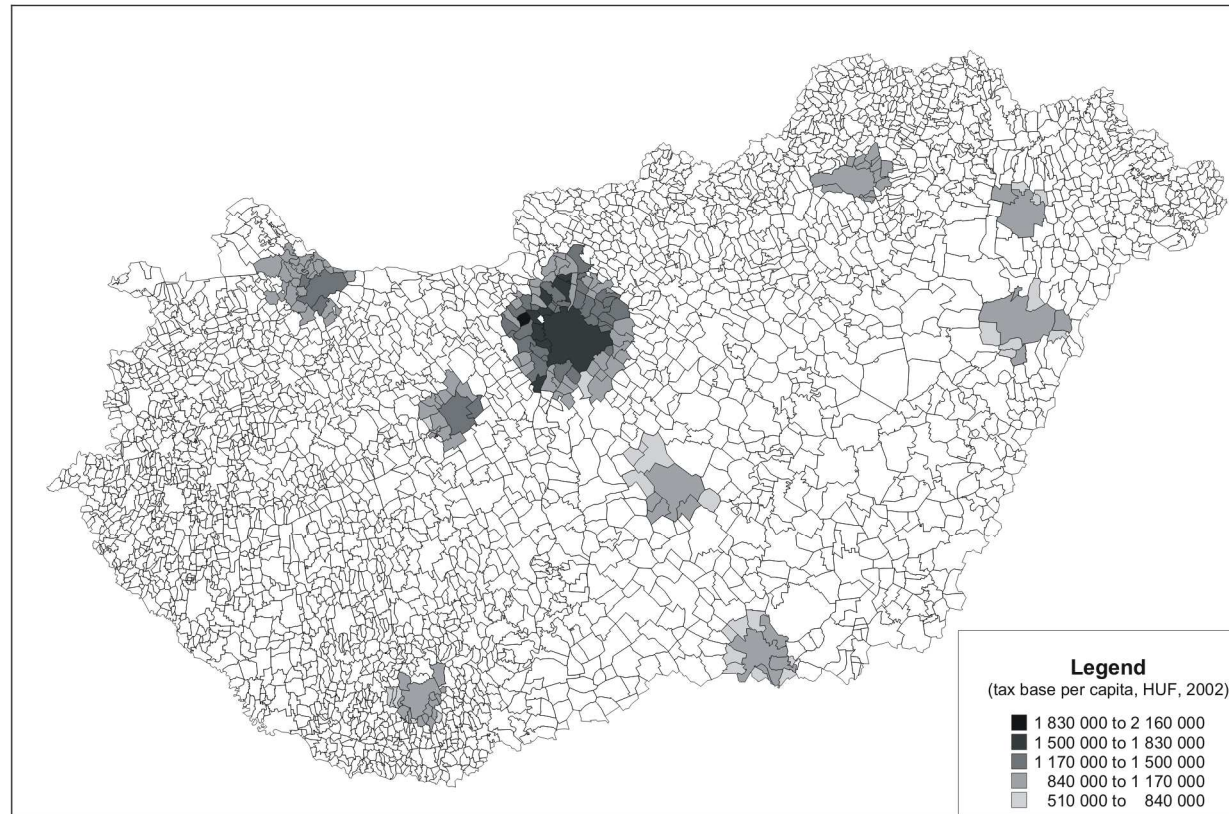 Legend
(tax base per capita, HUF, 2002)
1 830 000 to 2 160 000
1 500 000 to 1 830 000
1 170 000 to 1 500 000
840 000 to 1 170 000
510 000 to 840 000